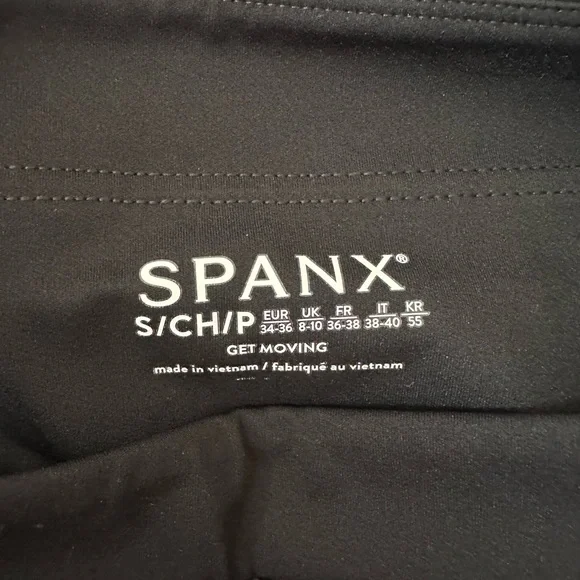 SPANX®
S/CH/P EUR 34-36 UK 8-10 FR 36-38 IT 38-40 KR 55
GET MOVING
made in vietnam / fabriqué au vietnam